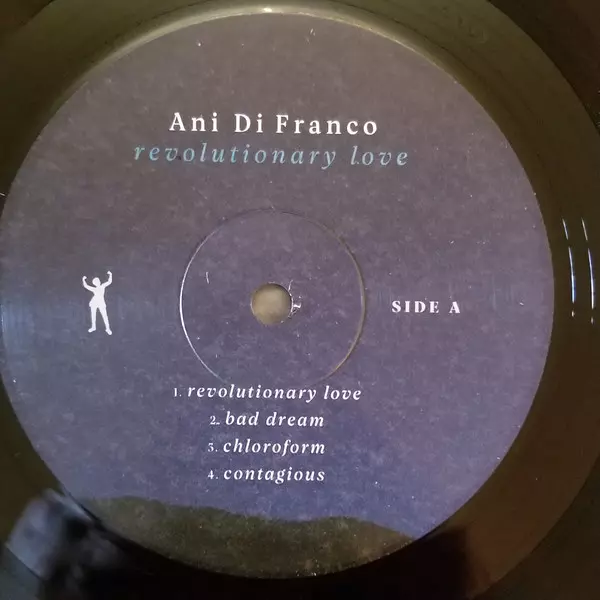 Ani Di Franco
revolutionary love
SIDE A
1. revolutionary love
2. bad dream
3. chloroform
4. contagious